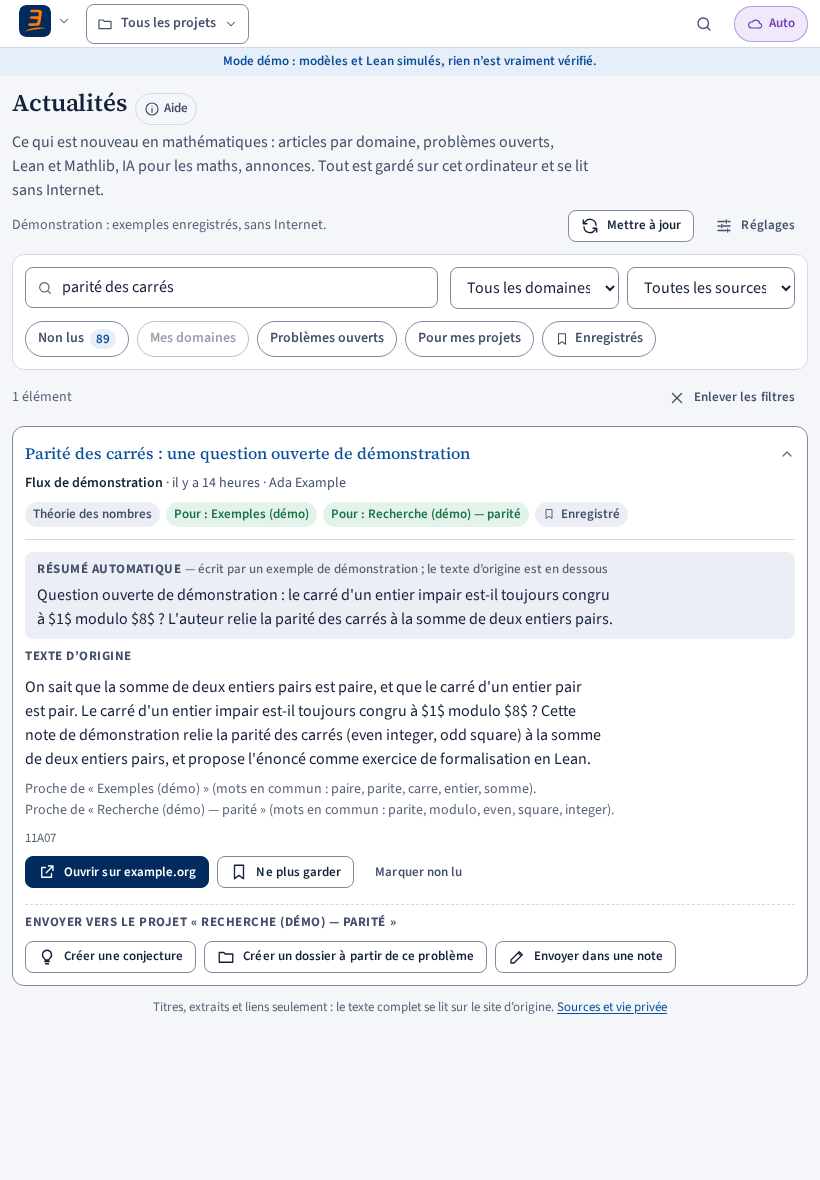 Tous les projets
Auto
Mode démo : modèles et Lean simulés, rien n’est vraiment vérifié.
Actualités
Aide
Ce qui est nouveau en mathématiques : articles par domaine, problèmes ouverts,
Lean et Mathlib, IA pour les maths, annonces. Tout est gardé sur cet ordinateur et se lit
sans Internet.
Démonstration : exemples enregistrés, sans Internet.
Mettre à jour
Réglages
parité des carrés
Tous les domaines
Toutes les sources
Non lus 89
Mes domaines
Problèmes ouverts
Pour mes projets
Enregistrés
1 élément
Enlever les filtres
Parité des carrés : une question ouverte de démonstration
Flux de démonstration · il y a 14 heures · Ada Example
Théorie des nombres
Pour : Exemples (démo)
Pour : Recherche (démo) — parité
Enregistré
RÉSUMÉ AUTOMATIQUE — écrit par un exemple de démonstration ; le texte d’origine est en dessous
Question ouverte de démonstration : le carré d'un entier impair est-il toujours congru
à $1$ modulo $8$ ? L'auteur relie la parité des carrés à la somme de deux entiers pairs.
TEXTE D’ORIGINE
On sait que la somme de deux entiers pairs est paire, et que le carré d'un entier pair
est pair. Le carré d'un entier impair est-il toujours congru à $1$ modulo $8$ ? Cette
note de démonstration relie la parité des carrés (even integer, odd square) à la somme
de deux entiers pairs, et propose l'énoncé comme exercice de formalisation en Lean.
Proche de « Exemples (démo) » (mots en commun : paire, parite, carre, entier, somme).
Proche de « Recherche (démo) — parité » (mots en commun : parite, modulo, even, square, integer).
11A07
Ouvrir sur example.org
Ne plus garder
Marquer non lu
ENVOYER VERS LE PROJET « RECHERCHE (DÉMO) — PARITÉ »
Créer une conjecture
Créer un dossier à partir de ce problème
Envoyer dans une note
Titres, extraits et liens seulement : le texte complet se lit sur le site d’origine. Sources et vie privée